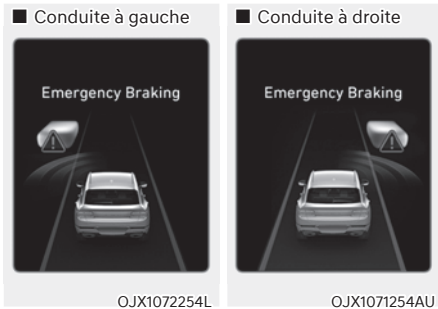 ■ Conduite à gauche
Emergency Braking
OJX1072254L
■ Conduite à droite
Emergency Braking
OJX1071254AU